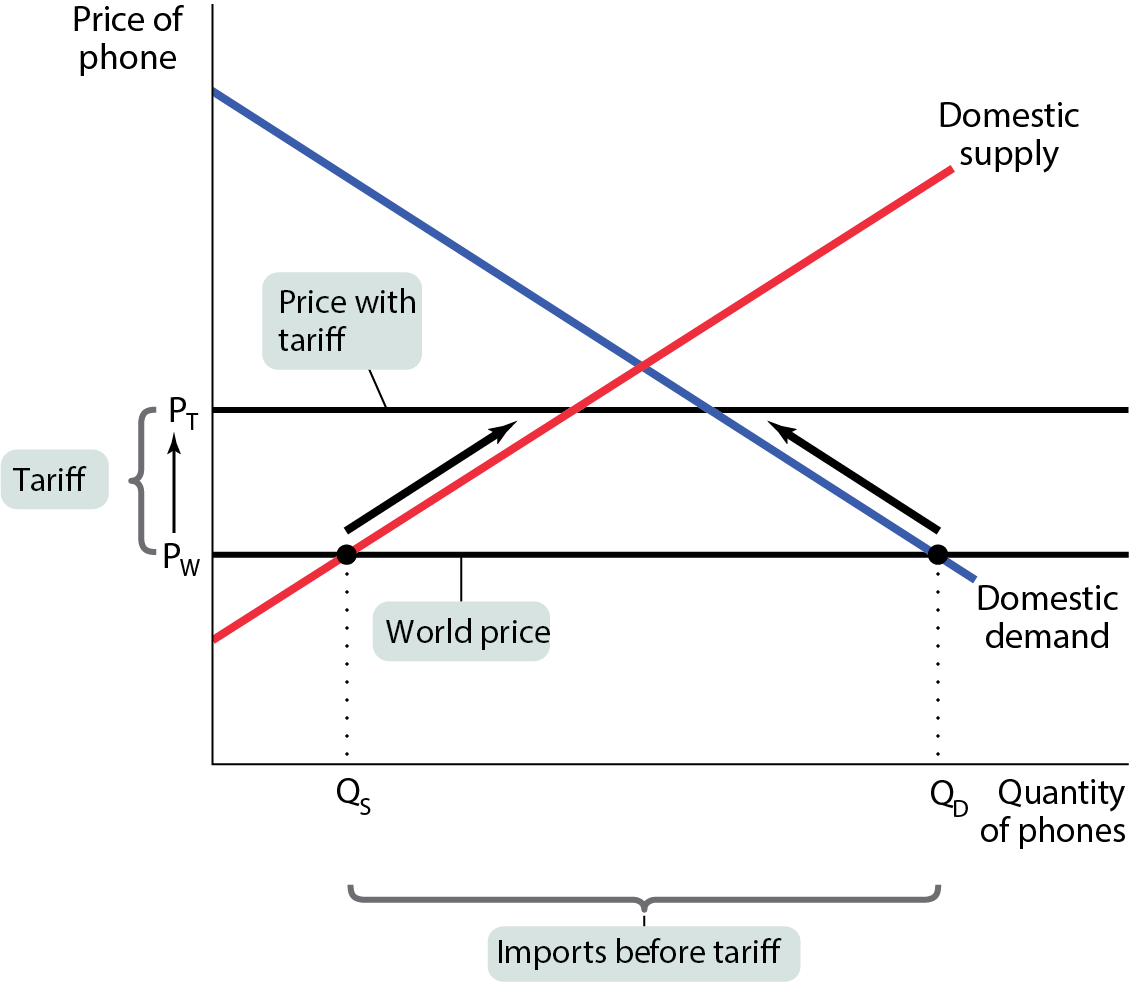 Price of
phone
Domestic
supply
Price with
tariff
P_T
Tariff
P_W
World price
Domestic
demand
Q_S
Q_D
Quantity
of phones
Imports before tariff